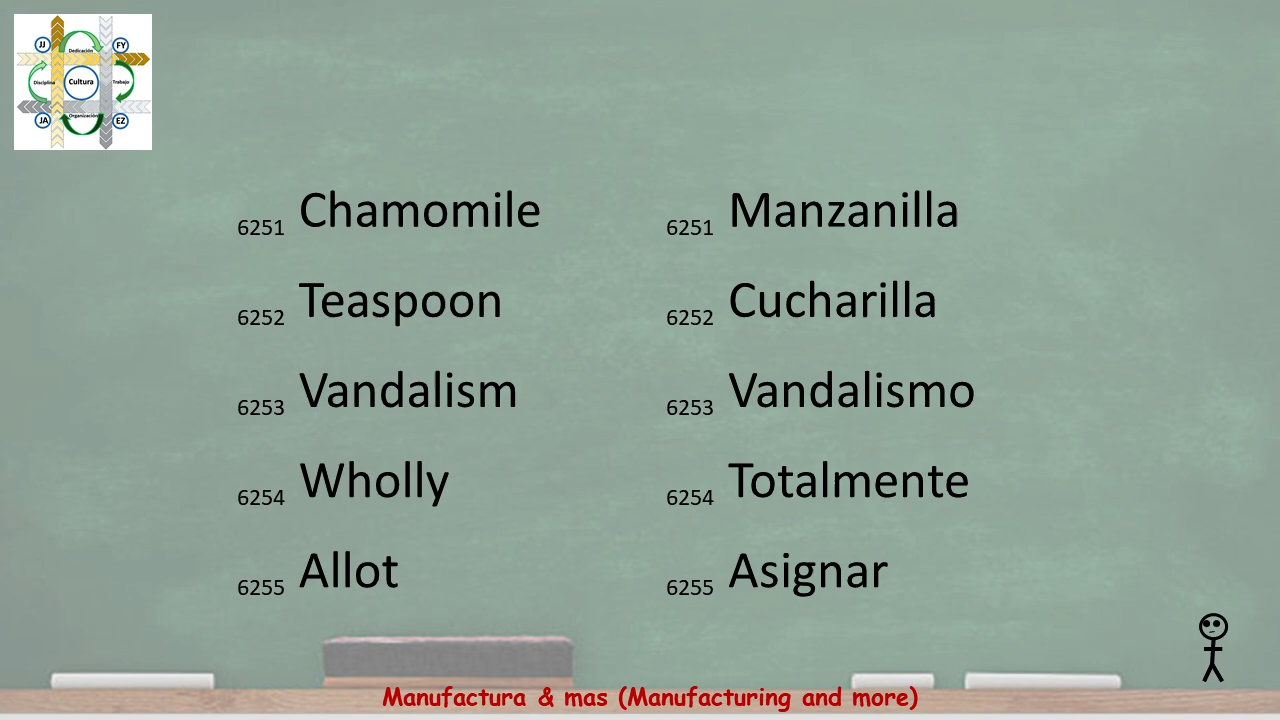 JJ
FY
Dedicación
Disciplina
Cultura
Trabajo
Organización
JA
EZ
6251 Chamomile
6251 Manzanilla
6252 Teaspoon
6252 Cucharilla
6253 Vandalism
6253 Vandalismo
6254 Wholly
6254 Totalmente
6255 Allot
6255 Asignar
Manufactura & mas (Manufacturing and more)